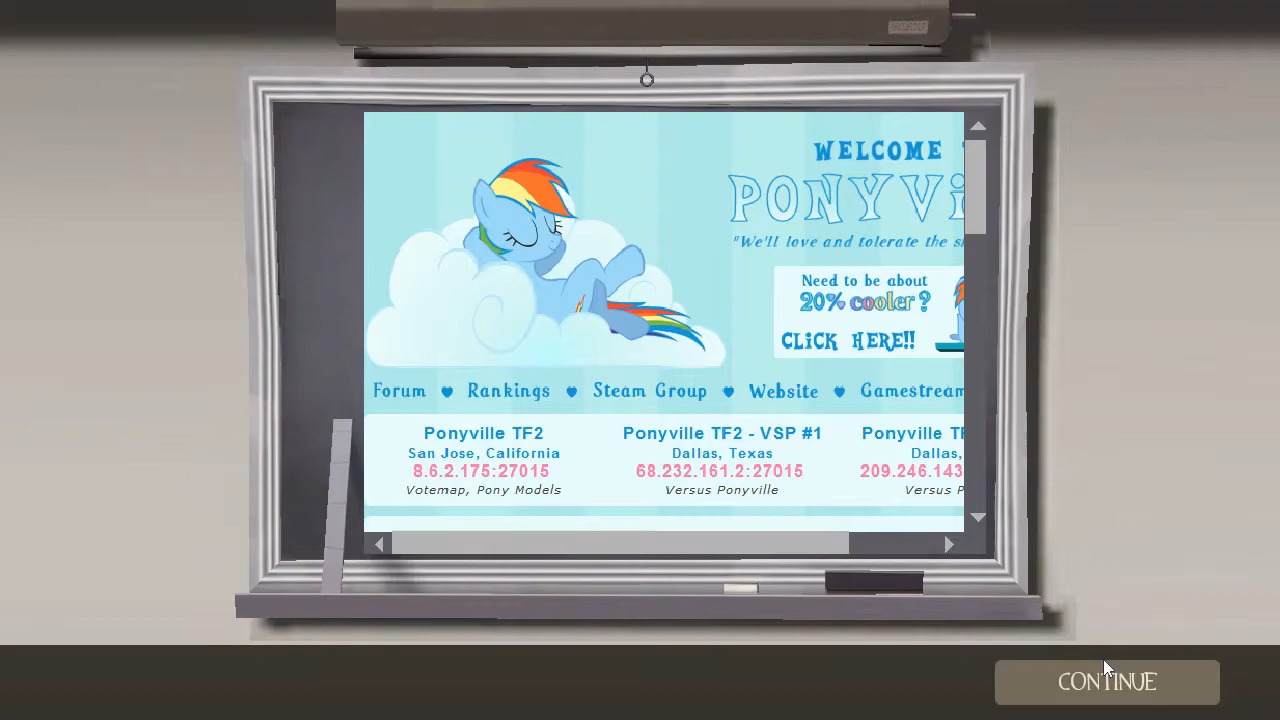 WELCOME
PONYVi
"We'll love and tolerate the s
Need to be about
20% cooler?
CLiCK HERE!!
Forum ♥ Rankings ♥ Steam Group ♥ Website ♥ Gamestream
Ponyville TF2
San Jose, California
8.6.2.175:27015
Votemap, Pony Models
Ponyville TF2 - VSP #1
Dallas, Texas
68.232.161.2:27015
Versus Ponyville
Ponyville TF
Dallas,
209.246.143
Versus P
CONTINUE